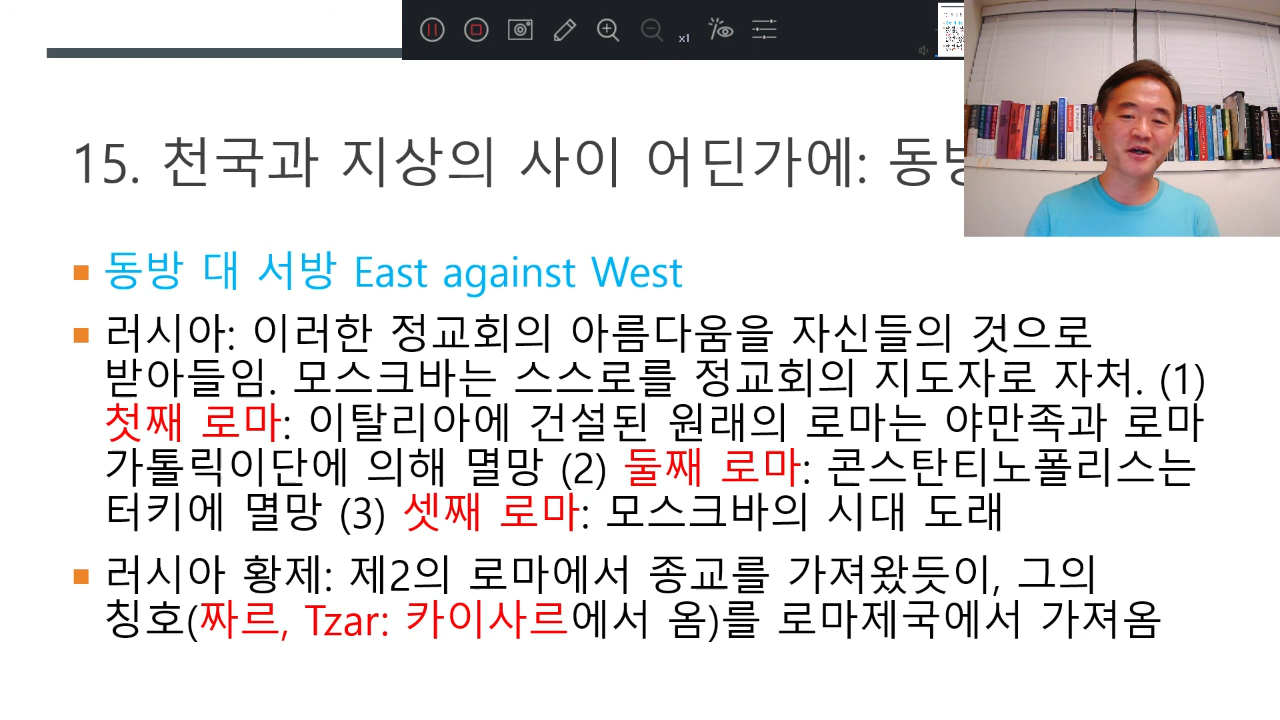 x1
15. 천국과 지상의 사이 어딘가에: 동방
동방 대 서방 East against West
러시아: 이러한 정교회의 아름다움을 자신들의 것으로
받아들임. 모스크바는 스스로를 정교회의 지도자로 자처. (1)
첫째 로마: 이탈리아에 건설된 원래의 로마는 야만족과 로마
가톨릭이단에 의해 멸망 (2) 둘째 로마: 콘스탄티노폴리스는
터키에 멸망 (3) 셋째 로마: 모스크바의 시대 도래
러시아 황제: 제2의 로마에서 종교를 가져왔듯이, 그의
칭호(짜르, Tzar: 카이사르에서 옴)를 로마제국에서 가져옴